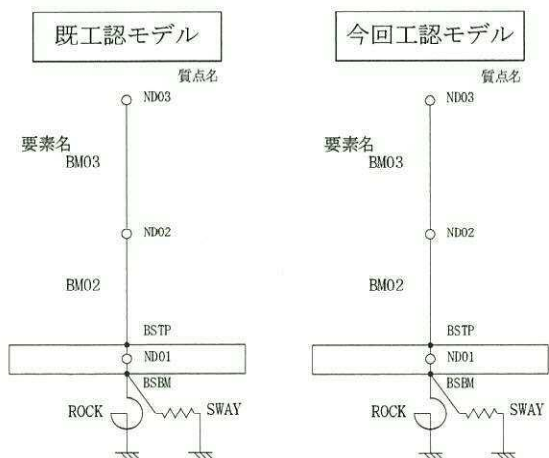 既工認モデル
質点名
ND03
要素名
BM03
ND02
BM02
BSTP
ND01
BSBM
ROCK
SWAY
今回工認モデル
質点名
ND03
要素名
BM03
ND02
BM02
BSTP
ND01
BSBM
ROCK
SWAY